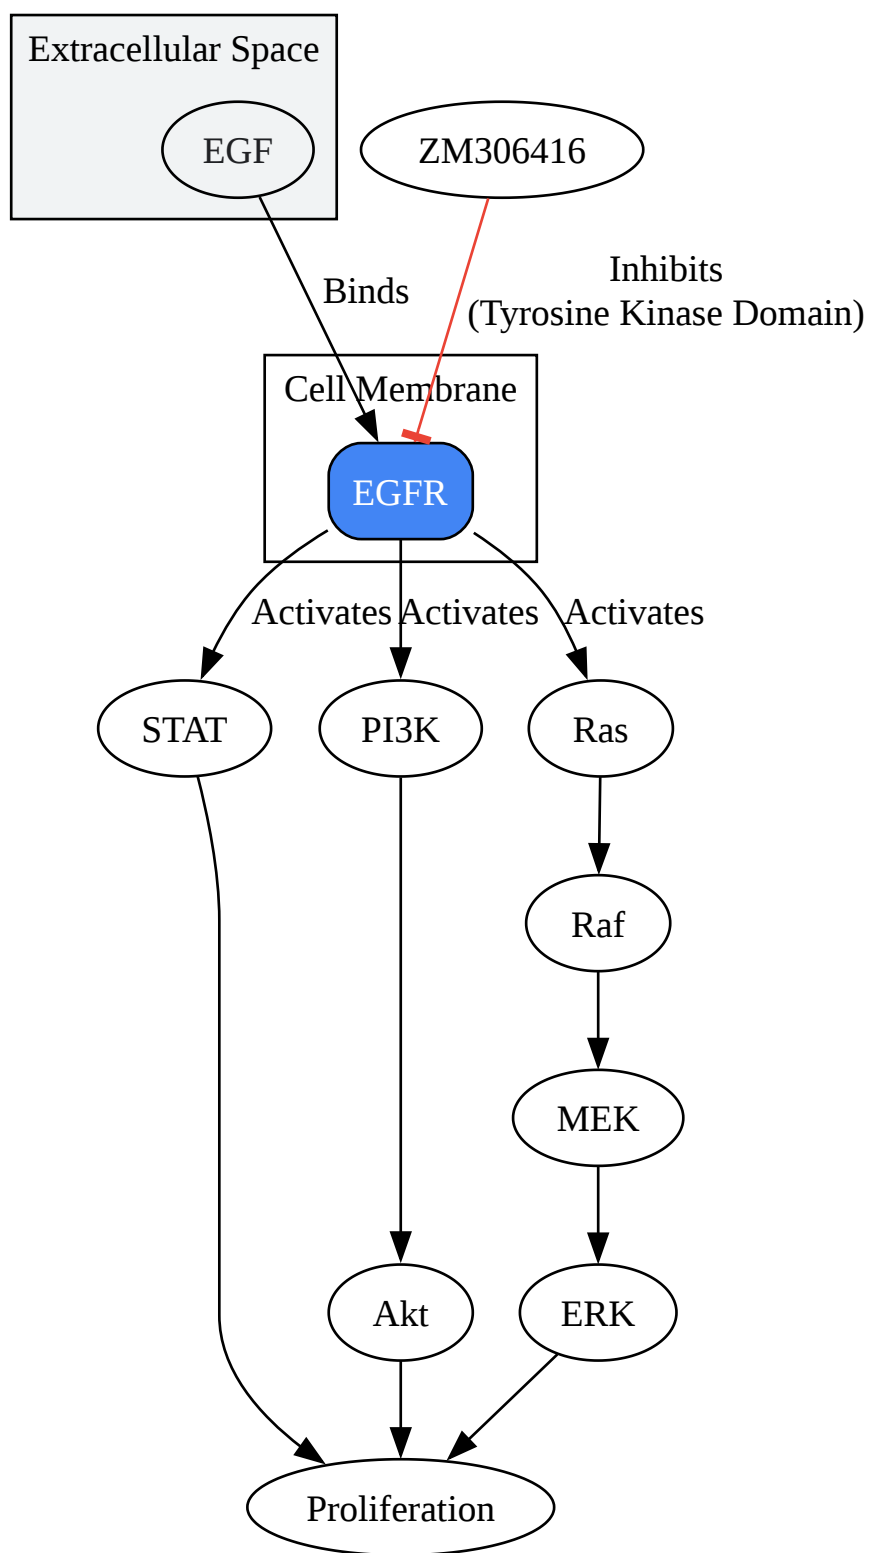 Extracellular Space
EGF
ZM306416
Binds
Inhibits
(Tyrosine Kinase Domain)
Cell Membrane
EGFR
Activates
Activates
Activates
STAT
PI3K
Ras
Raf
MEK
Akt
ERK
Proliferation